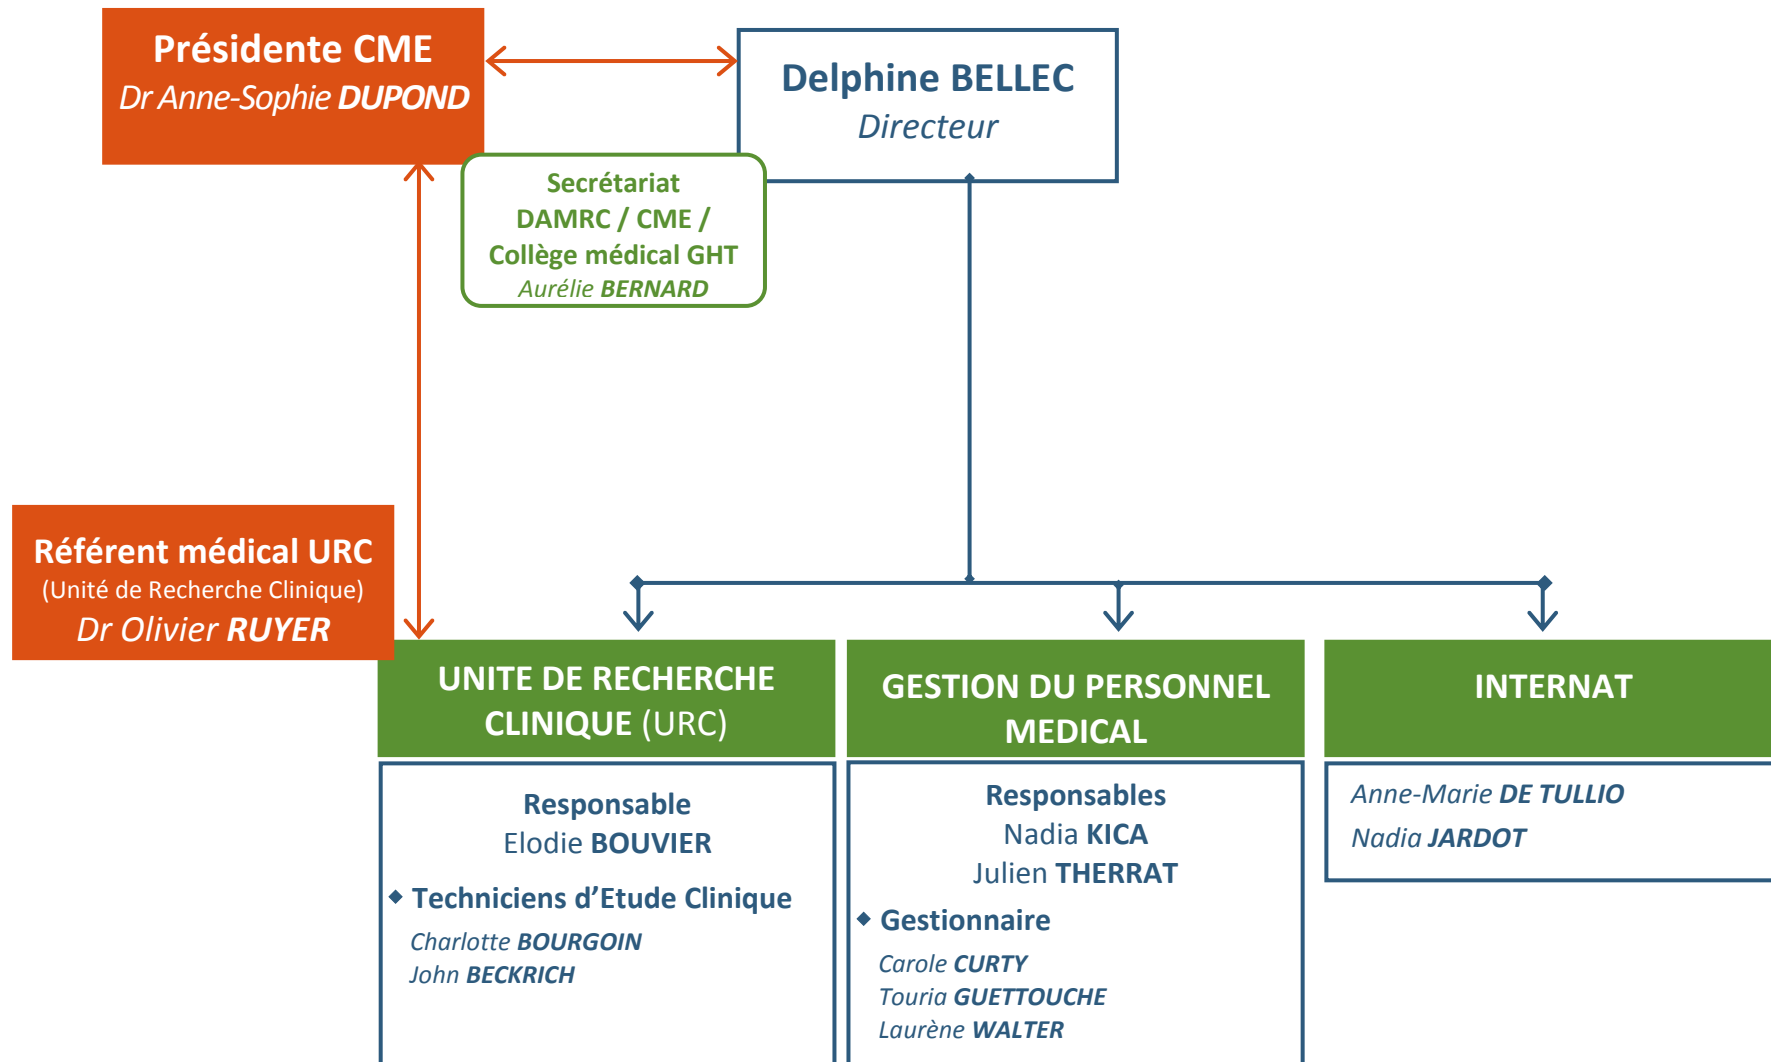 Présidente CME
Dr Anne-Sophie DUPOND
Delphine BELLEC
Directeur
Secrétariat
DAMRC / CME /
Collège médical GHT
Aurélie BERNARD
Référent médical URC
(Unité de Recherche Clinique)
Dr Olivier RUYER
UNITE DE RECHERCHE
CLINIQUE (URC)
Responsable
Elodie BOUVIER
Techniciens d’Etude Clinique
Charlotte BOURGOIN
John BECKRICH
GESTION DU PERSONNEL
MEDICAL
Responsables
Nadia KICA
Julien THERRAT
Gestionnaire
Carole CURTY
Touria GUETTOUCHE
Laurène WALTER
INTERNAT
Anne-Marie DE TULLIO
Nadia JARDOT